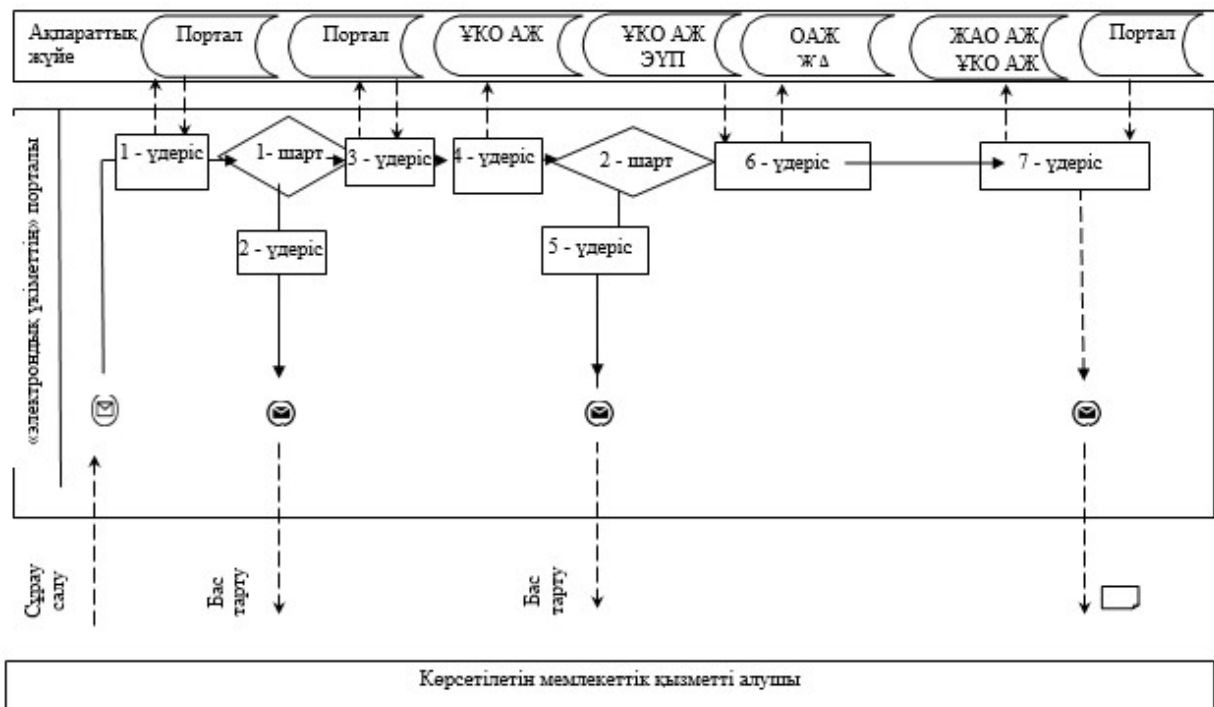 Ақпараттық
жүйе
Портал
Портал
ҰКО АЖ
ҰКО АЖ
ЭҮП
ОАЖ
ЖАО АЖ
ҰКО АЖ
Портал
«электрондық үкіметтің» порталы
1 - үдеріс
1- шарт
3 - үдеріс
4 - үдеріс
2 - шарт
6 - үдеріс
7 - үдеріс
2 - үдеріс
5 - үдеріс
Сұрау
салу
Бас
тарту
Бас
тарту
Көрсетілетін мемлекеттік қызметті алушы